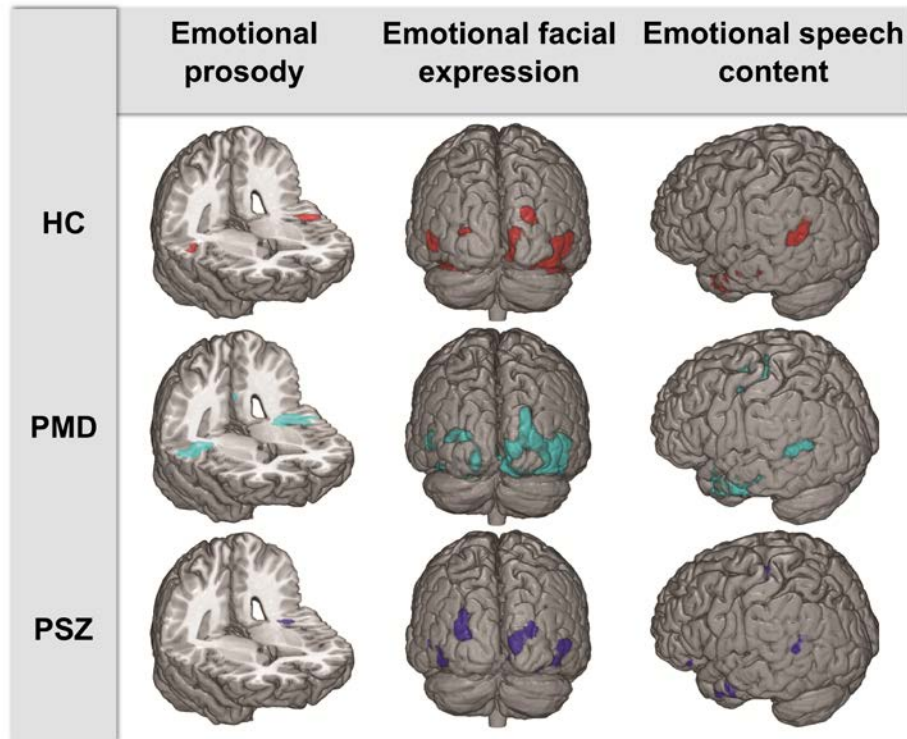 Emotional prosody
Emotional facial expression
Emotional speech content
HC
PMD
PSZ